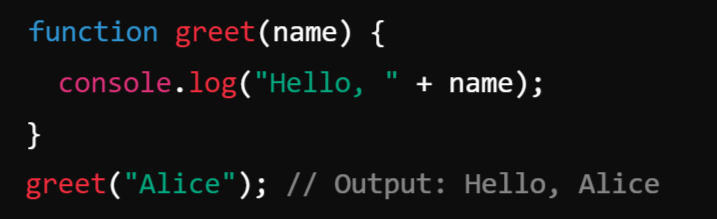 function greet(name) {
  console.log("Hello, " + name);
}
greet("Alice"); // Output: Hello, Alice